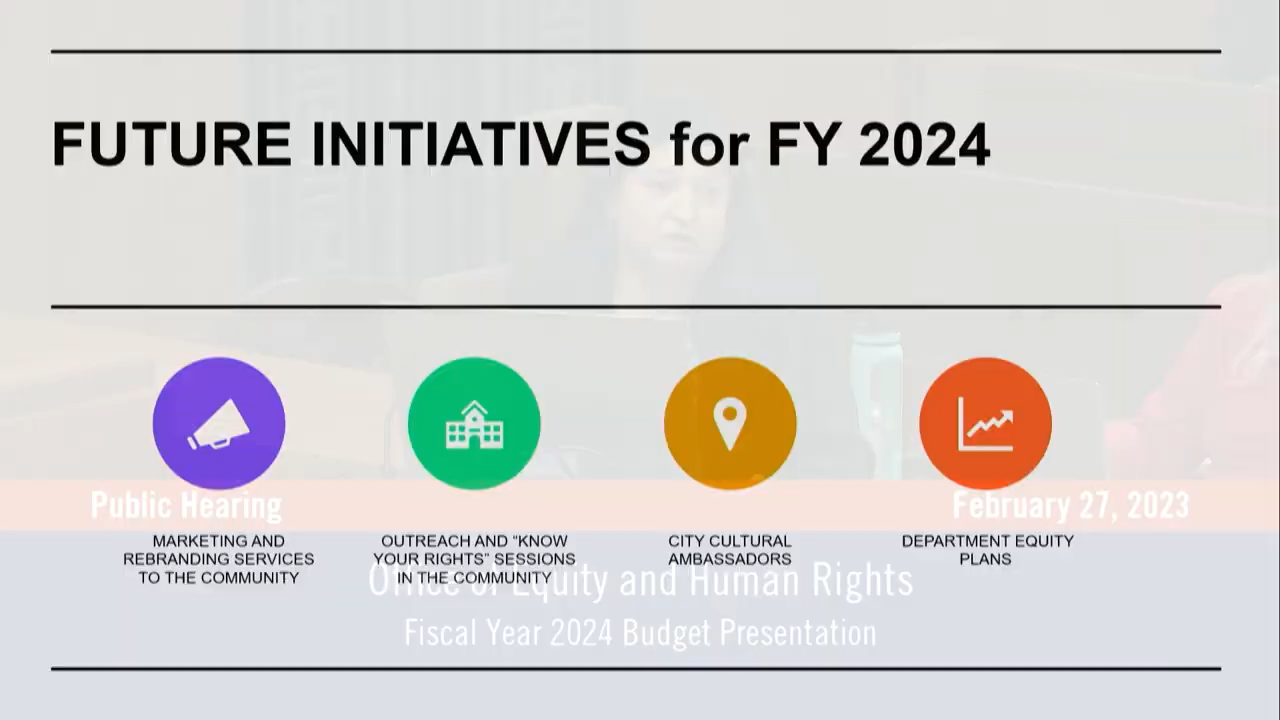 FUTURE INITIATIVES for FY 2024
Public Hearing
February 27, 2023
MARKETING AND
REBRANDING SERVICES
TO THE COMMUNITY
OUTREACH AND “KNOW
YOUR RIGHTS” SESSIONS
IN THE COMMUNITY
CITY CULTURAL
AMBASSADORS
DEPARTMENT EQUITY
PLANS
Office of Equity and Human Rights
Fiscal Year 2024 Budget Presentation